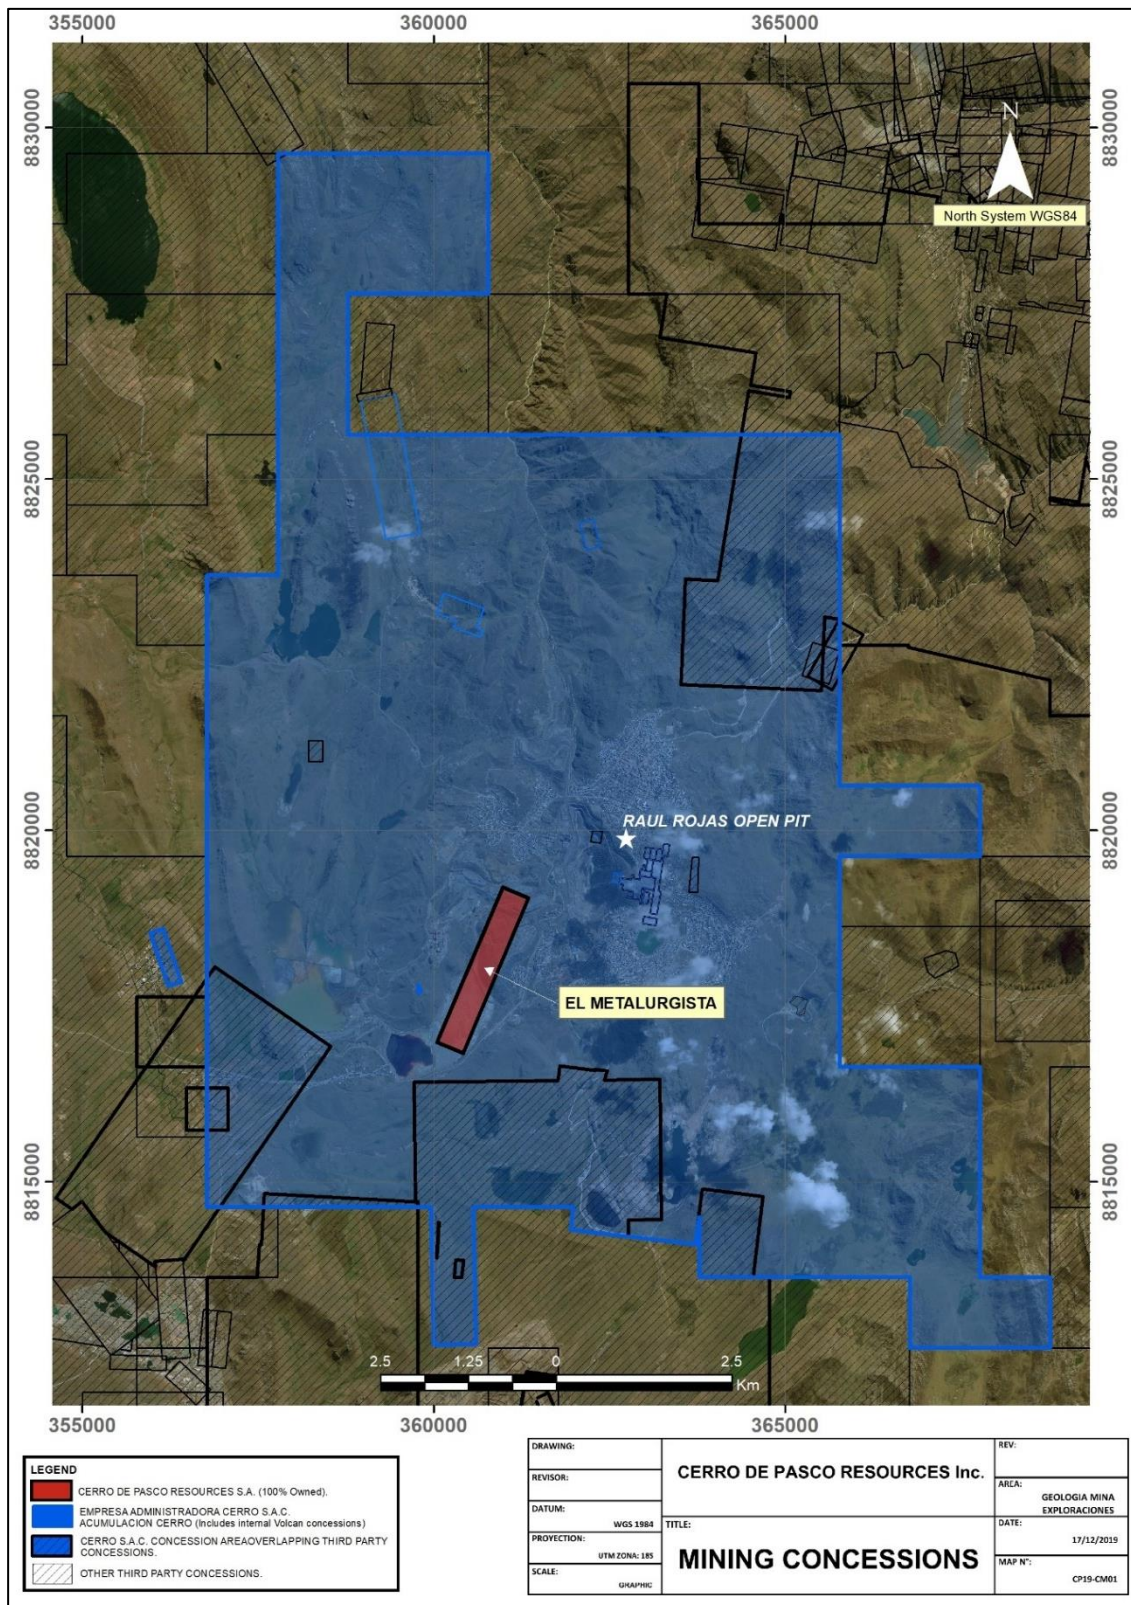 355000 360000 365000
8830000
8830000
N
North System WGS84
8825000
8825000
RAUL ROJAS OPEN PIT
8820000
8820000
EL METALURGISTA
8815000
8815000
2.5 1.25 0 2.5
Km
355000 360000 365000
LEGEND
CERRO DE PASCO RESOURCES S.A. (100% Owned).
EMPRESA ADMINISTRADORA CERRO S.A.C.
ACUMULACION CERRO (Includes internal Volcan concessions)
CERRO S.A.C. CONCESSION AREAOVERLAPPING THIRD PARTY
CONCESSIONS.
OTHER THIRD PARTY CONCESSIONS.
DRAWING:
REVISOR:
DATUM:
WGS 1984
PROYECTION:
UTM ZONA: 18S
SCALE:
GRAPHIC
CERRO DE PASCO RESOURCES Inc.
TITLE:
MINING CONCESSIONS
REV:
AREA:
GEOLOGIA MINA
EXPLORACIONES
DATE:
17/12/2019
MAP N°:
CP19-CM01